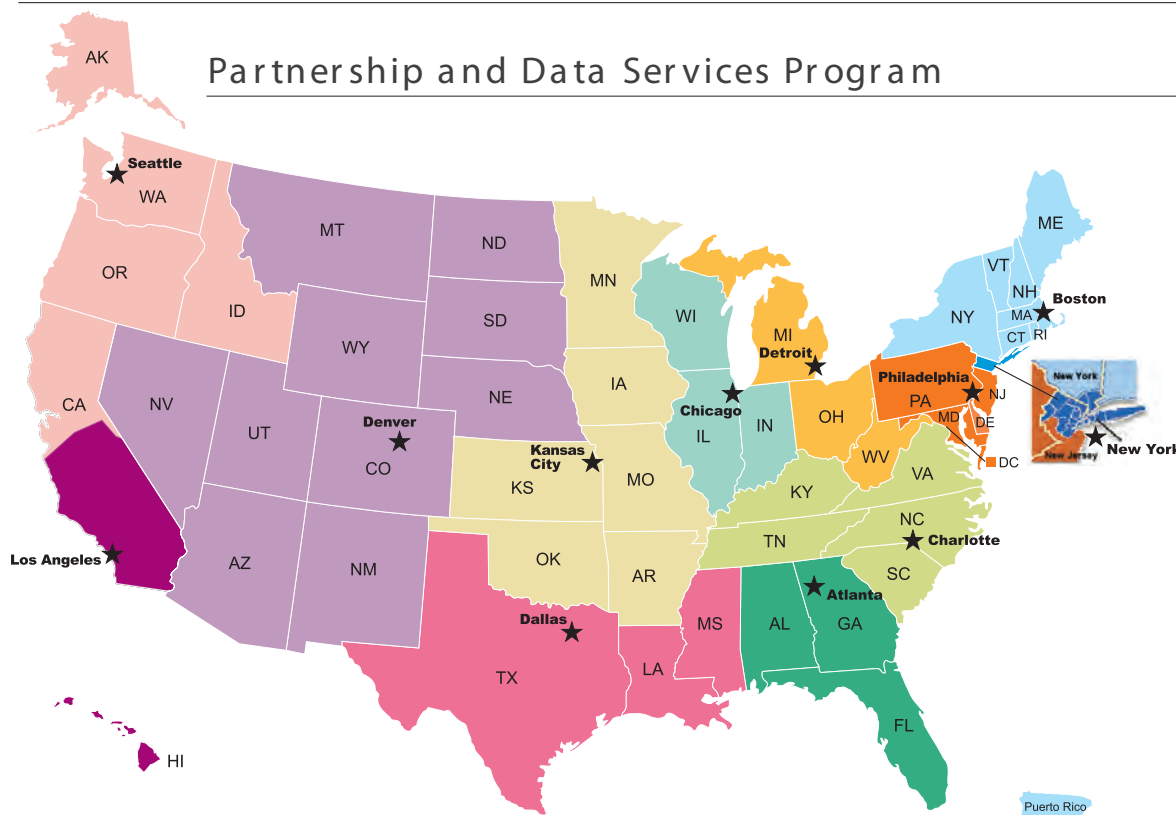 AK
Partnership and Data Services Program
Seattle
WA
MT
ND
MN
ME
OR
VT
ID
SD
WI
NH
Boston
WY
MI
NY
MA
Detroit
CT RI
IA
Philadelphia
New York
CA
NV
NE
PA
NJ
Denver
Chicago
OH
MD
DE
UT
CO
Kansas
City
IL
IN
New York
New Jersey
DC
KS
MO
WV
VA
KY
NC
Charlotte
TN
Los Angeles
AZ
NM
OK
AR
SC
Atlanta
Dallas
MS
AL
GA
TX
LA
FL
HI
Puerto Rico